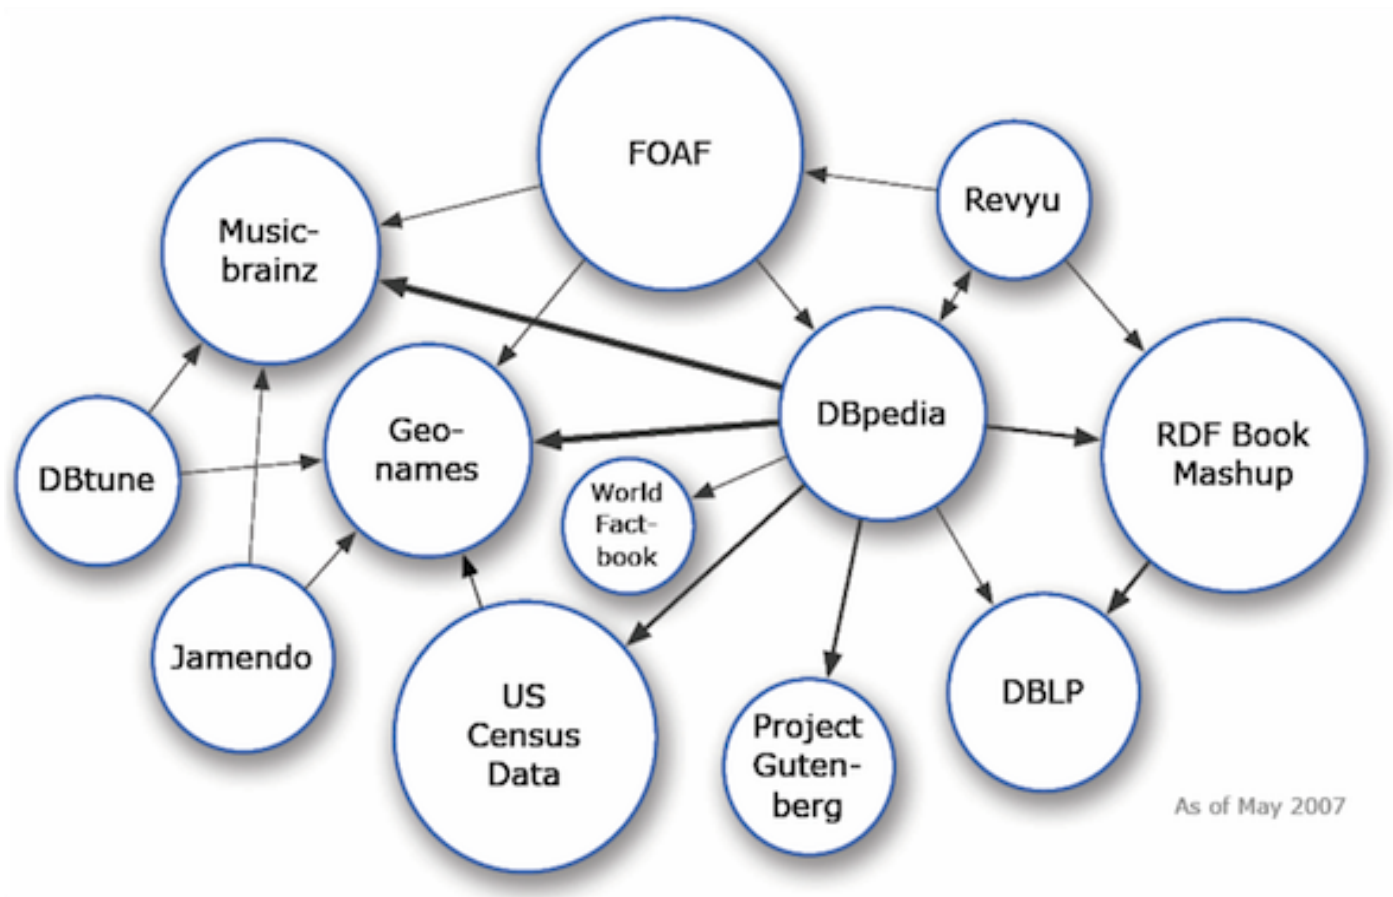 FOAF
Revyu
Music-
brainz
DBpedia
Geo-
names
RDF Book
Mashup
DBtune
World
Fact-
book
Jamendo
US
Census
Data
Project
Guten-
berg
DBLP
As of May 2007